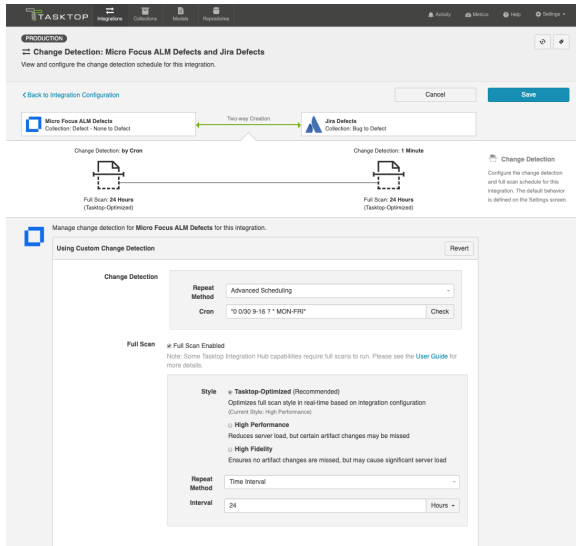 TASKTOP
Integrations
Collections
Models
Repositories
Activity
Metrics
Help
Settings
PRODUCTION
Change Detection: Micro Focus ALM Defects and Jira Defects
View and configure the change detection schedule for this integration.
Back to Integration Configuration
Cancel
Save
Micro Focus ALM Defects
Collection: Defect - None to Defect
Two-way Creation
Jira Defects
Collection: Bug to Defect
Change Detection: by Cron
Change Detection: 1 Minute
Full Scan: 24 Hours
(Tasktop-Optimized)
Full Scan: 24 Hours
(Tasktop-Optimized)
Change Detection
Configure the change detection
and full scan schedule for this
integration. The default behavior
is defined on the Settings screen.
Manage change detection for Micro Focus ALM Defects for this integration.
Using Custom Change Detection
Revert
Change Detection
Repeat
Method
Advanced Scheduling
Cron
"0 0/30 9-16 ? * MON-FRI"
Check
Full Scan
Full Scan Enabled
Note: Some Tasktop Integration Hub capabilities require full scans to run. Please see the User Guide for
more details.
Style
Tasktop-Optimized (Recommended)
Optimizes full scan style in real-time based on integration configuration
(Current Style: High Performance)
High Performance
Reduces server load, but certain artifact changes may be missed
High Fidelity
Ensures no artifact changes are missed, but may cause significant server load
Repeat
Method
Time Interval
Interval
24
Hours